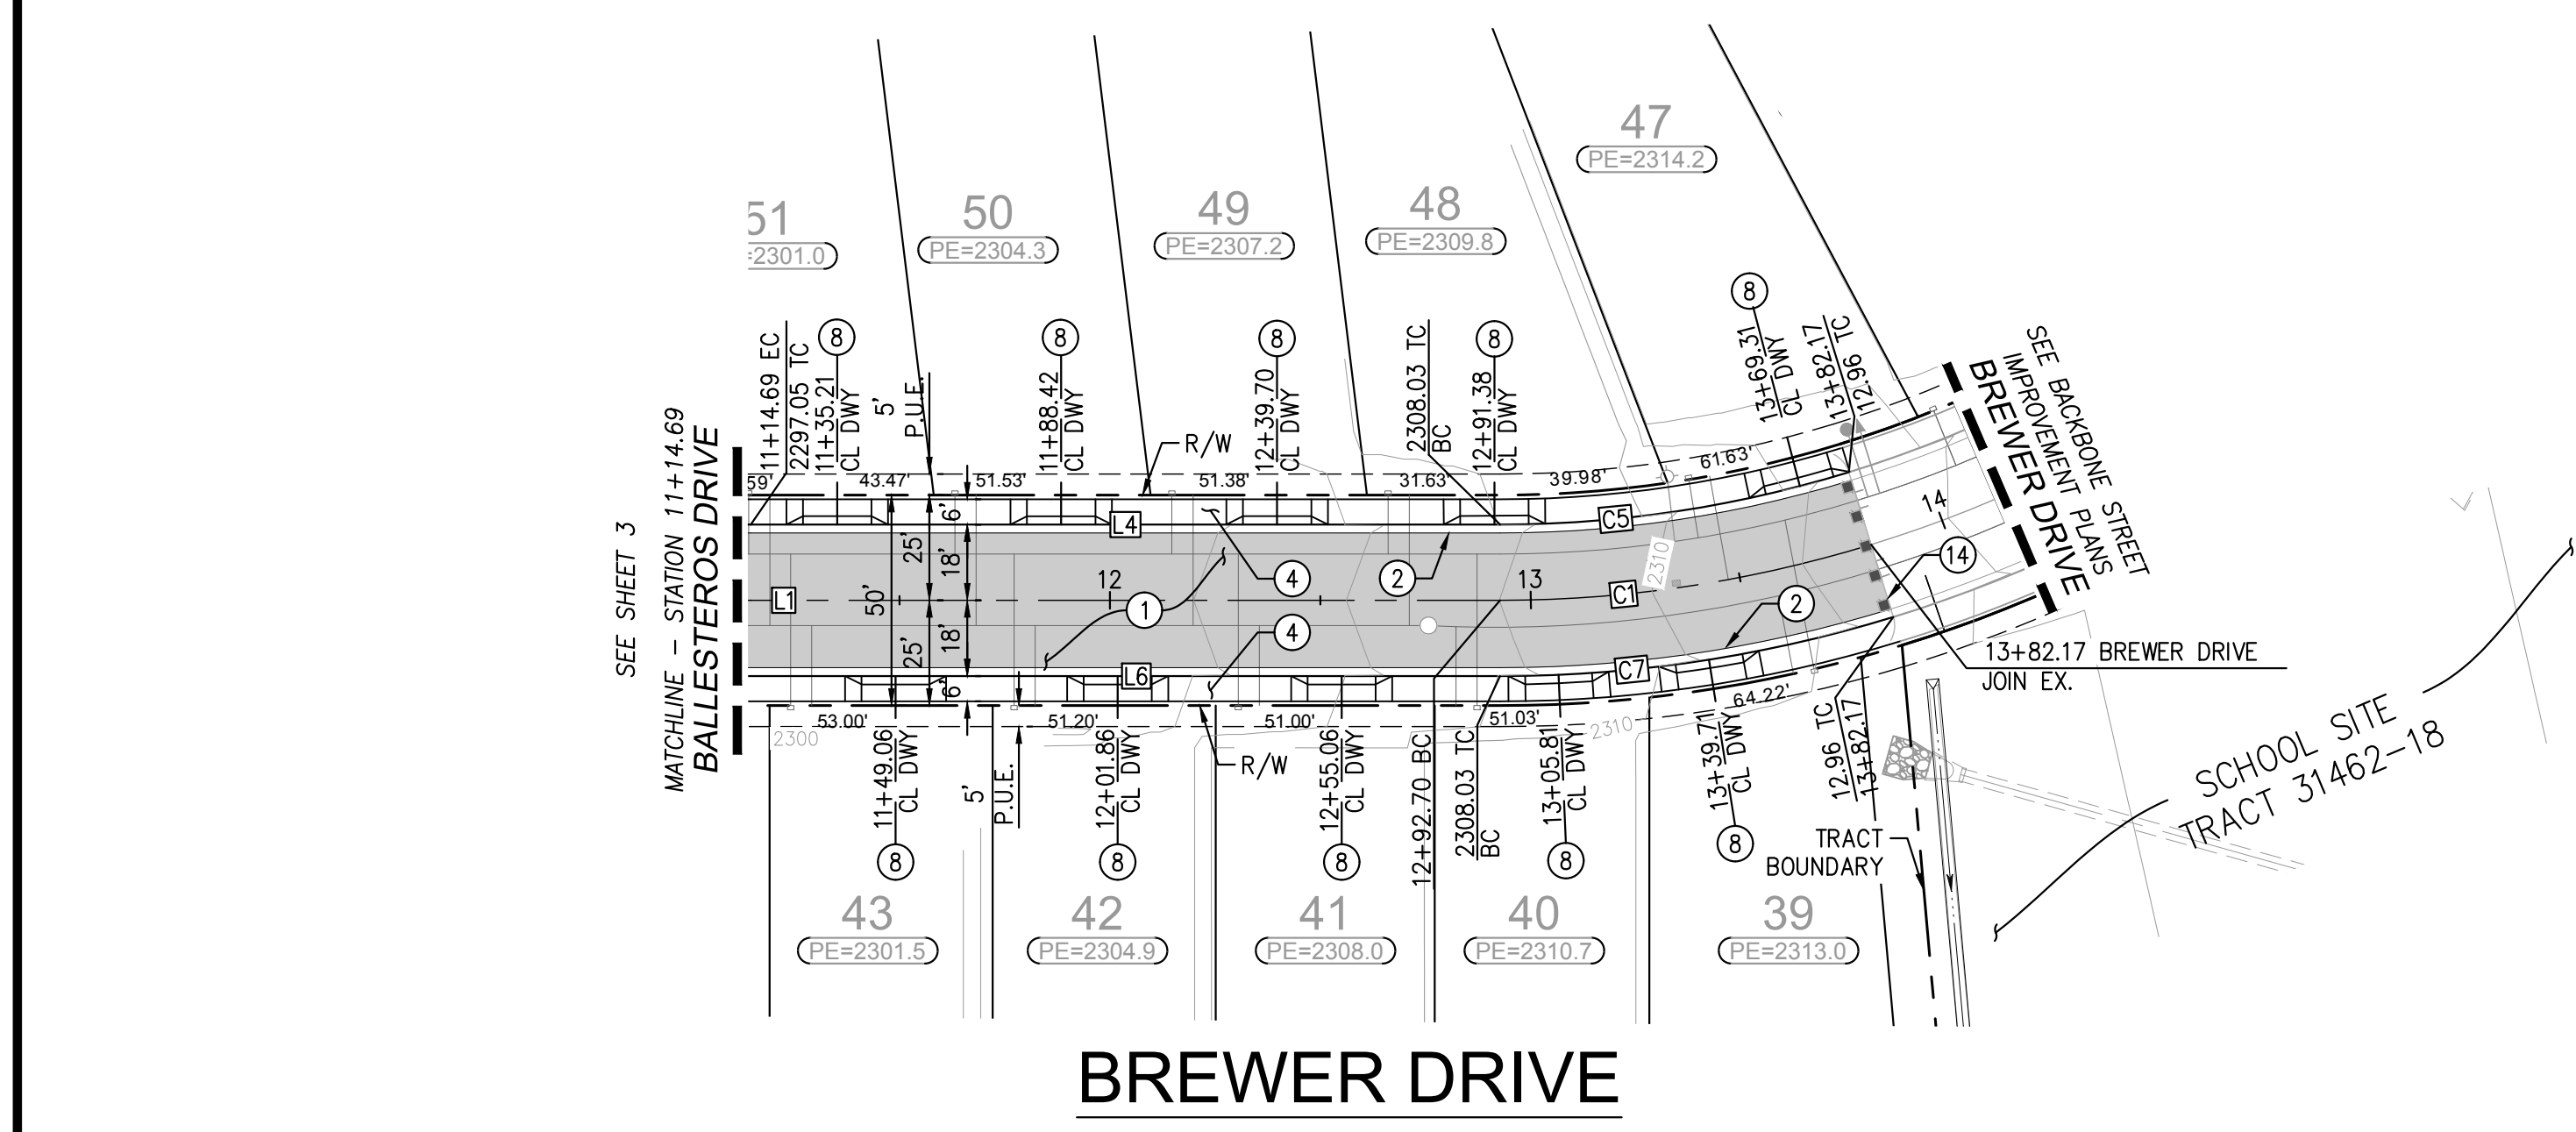 47
PE=2314.2
51
=2301.0
50
PE=2304.3
49
PE=2307.2
48
PE=2309.8
11+14.69 EC
2297.05 TC
11+35.21
CL DWY
8
5'
P.U.E.
11+88.42
CL DWY
8
R/W
12+39.70
CL DWY
8
2308.03 TC
BC
12+91.38
CL DWY
8
13+69.31
CL DWY
8
13+82.17
12.96 TC
SEE BACKBONE STREET
IMPROVEMENT PLANS
BREWER DRIVE
SEE SHEET 3
MATCHLINE - STATION 11+14.69
BALLESTEROS DRIVE
59'
43.47'
51.53'
51.38'
31.63'
39.98'
61.63'
6'
25'
18'
50'
25'
18'
6'
L4
C5
L1
12
13
14
C1
L6
C7
1
4
4
2
2
14
2310
13+82.17 BREWER DRIVE
JOIN EX.
53.00'
51.20'
51.00'
51.03'
64.22'
2300
2310
11+49.06
CL DWY
8
5'
P.U.E.
12+01.86
CL DWY
8
R/W
12+55.06
CL DWY
8
12+92.70 BC
2308.03 TC
BC
13+05.81
CL DWY
8
13+39.71
CL DWY
8
12.96 TC
13+82.17
TRACT
BOUNDARY
SCHOOL SITE
TRACT 31462-18
43
PE=2301.5
42
PE=2304.9
41
PE=2308.0
40
PE=2310.7
39
PE=2313.0
BREWER DRIVE